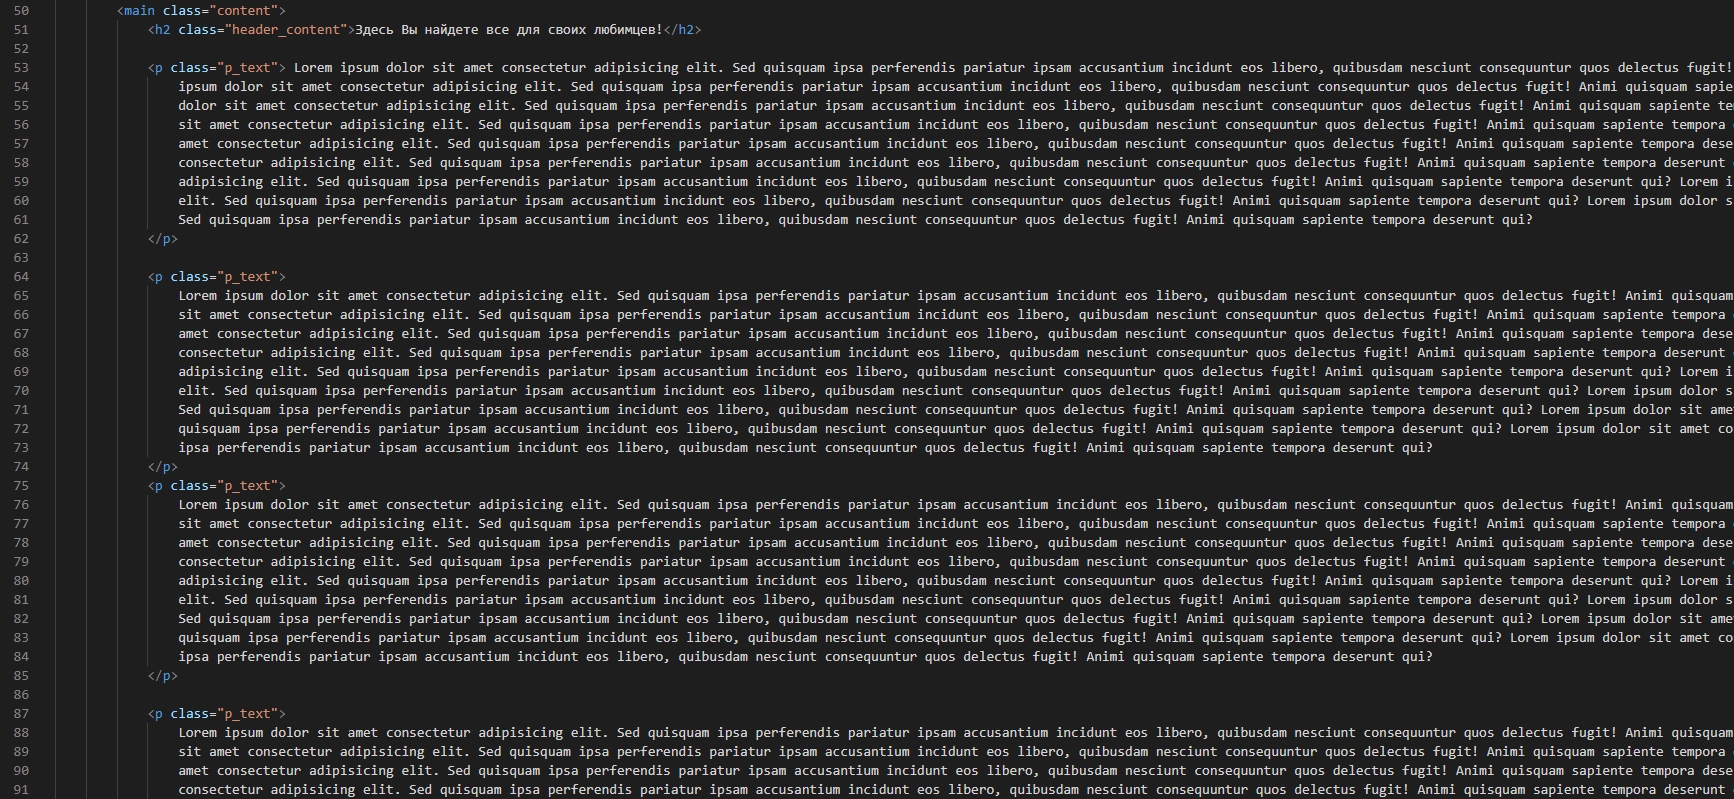 50 <main class="content">
51 <h2 class="header_content">Здесь Вы найдете все для своих любимцев!</h2>
52
53 <p class="p_text"> Lorem ipsum dolor sit amet consectetur adipisicing elit. Sed quisquam ipsa perferendis pariatur ipsam accusantium incidunt eos libero, quibusdam nesciunt consequuntur quos delectus fugit!
54 ipsum dolor sit amet consectetur adipisicing elit. Sed quisquam ipsa perferendis pariatur ipsam accusantium incidunt eos libero, quibusdam nesciunt consequuntur quos delectus fugit! Animi quisquam sapie
55 dolor sit amet consectetur adipisicing elit. Sed quisquam ipsa perferendis pariatur ipsam accusantium incidunt eos libero, quibusdam nesciunt consequuntur quos delectus fugit! Animi quisquam sapiente te
56 sit amet consectetur adipisicing elit. Sed quisquam ipsa perferendis pariatur ipsam accusantium incidunt eos libero, quibusdam nesciunt consequuntur quos delectus fugit! Animi quisquam sapiente tempora
57 amet consectetur adipisicing elit. Sed quisquam ipsa perferendis pariatur ipsam accusantium incidunt eos libero, quibusdam nesciunt consequuntur quos delectus fugit! Animi quisquam sapiente tempora dese
58 consectetur adipisicing elit. Sed quisquam ipsa perferendis pariatur ipsam accusantium incidunt eos libero, quibusdam nesciunt consequuntur quos delectus fugit! Animi quisquam sapiente tempora deserunt
59 adipisicing elit. Sed quisquam ipsa perferendis pariatur ipsam accusantium incidunt eos libero, quibusdam nesciunt consequuntur quos delectus fugit! Animi quisquam sapiente tempora deserunt qui? Lorem i
60 elit. Sed quisquam ipsa perferendis pariatur ipsam accusantium incidunt eos libero, quibusdam nesciunt consequuntur quos delectus fugit! Animi quisquam sapiente tempora deserunt qui? Lorem ipsum dolor s
61 Sed quisquam ipsa perferendis pariatur ipsam accusantium incidunt eos libero, quibusdam nesciunt consequuntur quos delectus fugit! Animi quisquam sapiente tempora deserunt qui?
62 </p>
63
64 <p class="p_text">
65 Lorem ipsum dolor sit amet consectetur adipisicing elit. Sed quisquam ipsa perferendis pariatur ipsam accusantium incidunt eos libero, quibusdam nesciunt consequuntur quos delectus fugit! Animi quisquam
66 sit amet consectetur adipisicing elit. Sed quisquam ipsa perferendis pariatur ipsam accusantium incidunt eos libero, quibusdam nesciunt consequuntur quos delectus fugit! Animi quisquam sapiente tempora
67 amet consectetur adipisicing elit. Sed quisquam ipsa perferendis pariatur ipsam accusantium incidunt eos libero, quibusdam nesciunt consequuntur quos delectus fugit! Animi quisquam sapiente tempora dese
68 consectetur adipisicing elit. Sed quisquam ipsa perferendis pariatur ipsam accusantium incidunt eos libero, quibusdam nesciunt consequuntur quos delectus fugit! Animi quisquam sapiente tempora deserunt
69 adipisicing elit. Sed quisquam ipsa perferendis pariatur ipsam accusantium incidunt eos libero, quibusdam nesciunt consequuntur quos delectus fugit! Animi quisquam sapiente tempora deserunt qui? Lorem i
70 elit. Sed quisquam ipsa perferendis pariatur ipsam accusantium incidunt eos libero, quibusdam nesciunt consequuntur quos delectus fugit! Animi quisquam sapiente tempora deserunt qui? Lorem ipsum dolor s
71 Sed quisquam ipsa perferendis pariatur ipsam accusantium incidunt eos libero, quibusdam nesciunt consequuntur quos delectus fugit! Animi quisquam sapiente tempora deserunt qui? Lorem ipsum dolor sit ame
72 quisquam ipsa perferendis pariatur ipsam accusantium incidunt eos libero, quibusdam nesciunt consequuntur quos delectus fugit! Animi quisquam sapiente tempora deserunt qui? Lorem ipsum dolor sit amet co
73 ipsa perferendis pariatur ipsam accusantium incidunt eos libero, quibusdam nesciunt consequuntur quos delectus fugit! Animi quisquam sapiente tempora deserunt qui?
74 </p>
75 <p class="p_text">
76 Lorem ipsum dolor sit amet consectetur adipisicing elit. Sed quisquam ipsa perferendis pariatur ipsam accusantium incidunt eos libero, quibusdam nesciunt consequuntur quos delectus fugit! Animi quisquam
77 sit amet consectetur adipisicing elit. Sed quisquam ipsa perferendis pariatur ipsam accusantium incidunt eos libero, quibusdam nesciunt consequuntur quos delectus fugit! Animi quisquam sapiente tempora
78 amet consectetur adipisicing elit. Sed quisquam ipsa perferendis pariatur ipsam accusantium incidunt eos libero, quibusdam nesciunt consequuntur quos delectus fugit! Animi quisquam sapiente tempora dese
79 consectetur adipisicing elit. Sed quisquam ipsa perferendis pariatur ipsam accusantium incidunt eos libero, quibusdam nesciunt consequuntur quos delectus fugit! Animi quisquam sapiente tempora deserunt
80 adipisicing elit. Sed quisquam ipsa perferendis pariatur ipsam accusantium incidunt eos libero, quibusdam nesciunt consequuntur quos delectus fugit! Animi quisquam sapiente tempora deserunt qui? Lorem i
81 elit. Sed quisquam ipsa perferendis pariatur ipsam accusantium incidunt eos libero, quibusdam nesciunt consequuntur quos delectus fugit! Animi quisquam sapiente tempora deserunt qui? Lorem ipsum dolor s
82 Sed quisquam ipsa perferendis pariatur ipsam accusantium incidunt eos libero, quibusdam nesciunt consequuntur quos delectus fugit! Animi quisquam sapiente tempora deserunt qui? Lorem ipsum dolor sit ame
83 quisquam ipsa perferendis pariatur ipsam accusantium incidunt eos libero, quibusdam nesciunt consequuntur quos delectus fugit! Animi quisquam sapiente tempora deserunt qui? Lorem ipsum dolor sit amet co
84 ipsa perferendis pariatur ipsam accusantium incidunt eos libero, quibusdam nesciunt consequuntur quos delectus fugit! Animi quisquam sapiente tempora deserunt qui?
85 </p>
86
87 <p class="p_text">
88 Lorem ipsum dolor sit amet consectetur adipisicing elit. Sed quisquam ipsa perferendis pariatur ipsam accusantium incidunt eos libero, quibusdam nesciunt consequuntur quos delectus fugit! Animi quisquam
89 sit amet consectetur adipisicing elit. Sed quisquam ipsa perferendis pariatur ipsam accusantium incidunt eos libero, quibusdam nesciunt consequuntur quos delectus fugit! Animi quisquam sapiente tempora
90 amet consectetur adipisicing elit. Sed quisquam ipsa perferendis pariatur ipsam accusantium incidunt eos libero, quibusdam nesciunt consequuntur quos delectus fugit! Animi quisquam sapiente tempora dese
91 consectetur adipisicing elit. Sed quisquam ipsa perferendis pariatur ipsam accusantium incidunt eos libero, quibusdam nesciunt consequuntur quos delectus fugit! Animi quisquam sapiente tempora deserunt